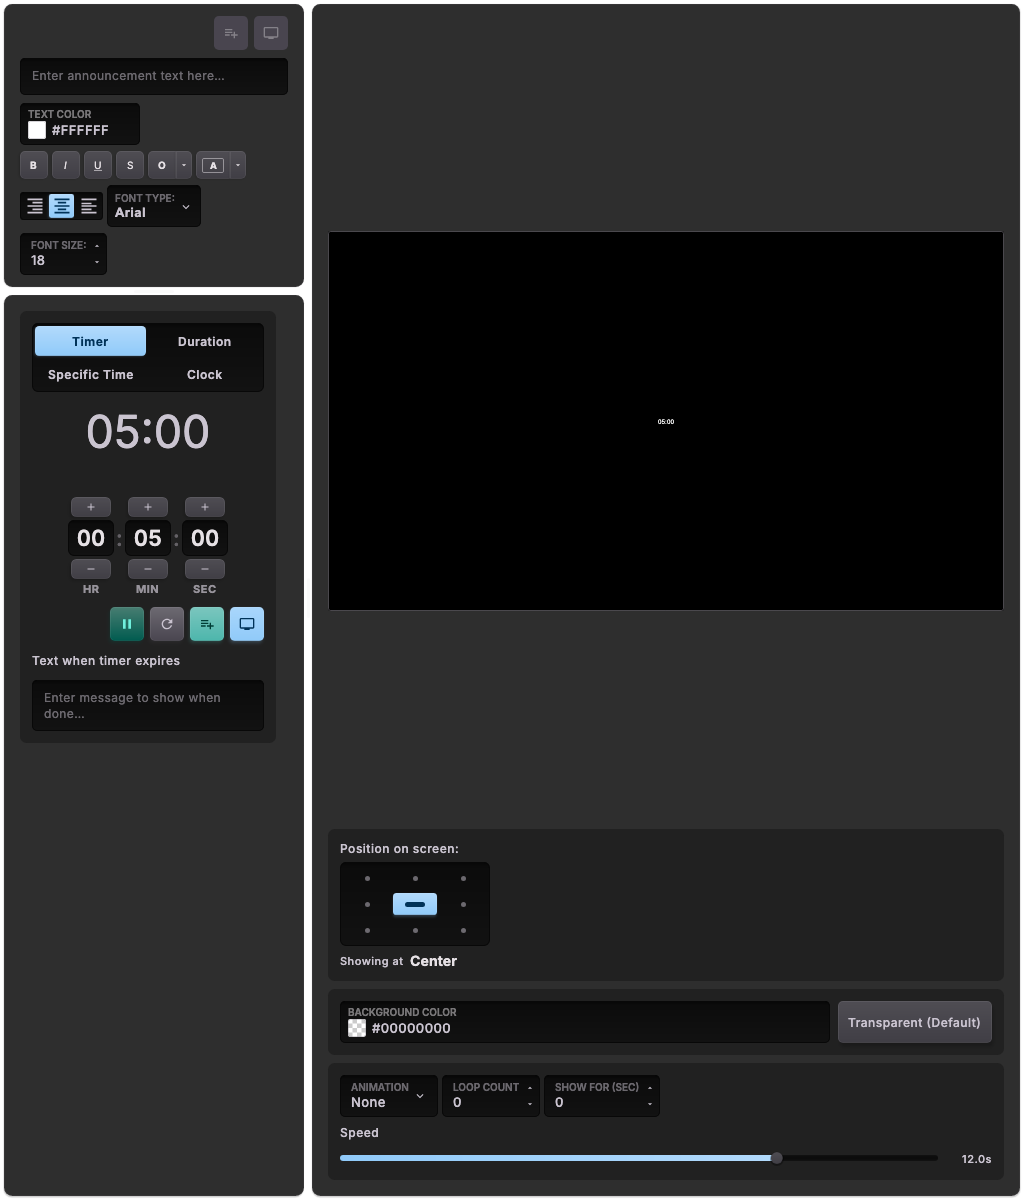 Enter announcement text here...
TEXT COLOR
#FFFFFF
B I U S O A
FONT TYPE:
Arial
FONT SIZE:
18
Timer Duration
Specific Time Clock
05:00
00 : 05 : 00
HR MIN SEC
Text when timer expires
Enter message to show when
done...
05:00
Position on screen:
Showing at Center
BACKGROUND COLOR
#00000000
Transparent (Default)
ANIMATION LOOP COUNT SHOW FOR (SEC)
None 0 0
Speed
12.0s